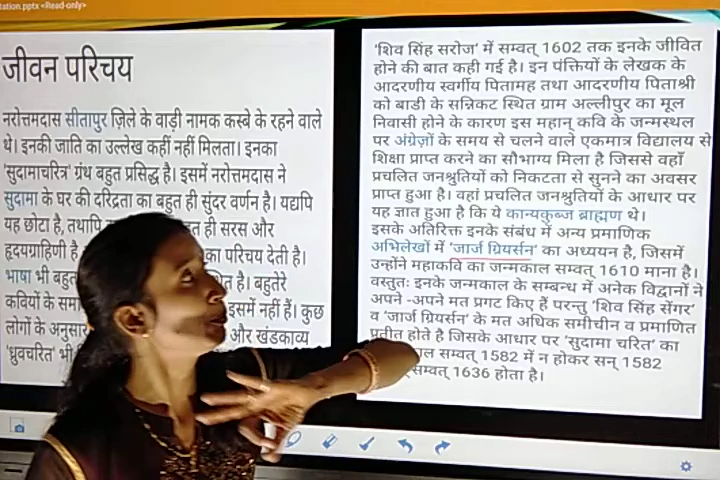 tation.pptx <Read-only>
जीवन परिचय
नरोत्तमदास सीतापुर ज़िले के वाड़ी नामक कस्बे के रहने वाले
थे। इनकी जाति का उल्लेख कहीं नहीं मिलता। इनका
'सुदामाचरित्र' ग्रंथ बहुत प्रसिद्ध है। इसमें नरोत्तमदास ने
सुदामा के घर की दरिद्रता का बहुत ही सुंदर वर्णन है। यद्यपि
यह छोटा है, तथापि त ही सरस और
हृदयग्राहिणी है, का परिचय देती है।
भाषा भी बहुत त है। बहुतेरे
कवियों के समा इसमें नहीं हैं। कुछ
लोगों के अनुसार और खंडकाव्य
'ध्रुवचरित' भी
'शिव सिंह सरोज' में सम्वत् 1602 तक इनके जीवित
होने की बात कही गई है। इन पंक्तियों के लेखक के
आदरणीय स्वर्गीय पितामह तथा आदरणीय पिताश्री
को बाडी के सन्निकट स्थित ग्राम अल्लीपुर का मूल
निवासी होने के कारण इस महान् कवि के जन्मस्थल
पर अंग्रेज़ों के समय से चलने वाले एकमात्र विद्यालय से
शिक्षा प्राप्त करने का सौभाग्य मिला है जिससे वहाँ
प्रचलित जनश्रुतियों को निकटता से सुनने का अवसर
प्राप्त हुआ है। वहां प्रचलित जनश्रुतियों के आधार पर
यह ज्ञात हुआ है कि ये कान्यकुब्ज ब्राह्मण थे।
इसके अतिरिक्त इनके संबंध में अन्य प्रमाणिक
अभिलेखों में 'जार्ज ग्रियर्सन' का अध्ययन है, जिसमें
उन्होंने महाकवि का जन्मकाल सम्वत् 1610 माना है।
वस्तुतः इनके जन्मकाल के सम्बन्ध में अनेक विद्वानों ने
अपने -अपने मत प्रगट किए हैं परन्तु 'शिव सिंह सेंगर'
व 'जार्ज ग्रियर्सन' के मत अधिक समीचीन व प्रमाणित
प्रतीत होते है जिसके आधार पर 'सुदामा चरित' का
ल सम्वत् 1582 में न होकर सन् 1582
सम्वत् 1636 होता है।